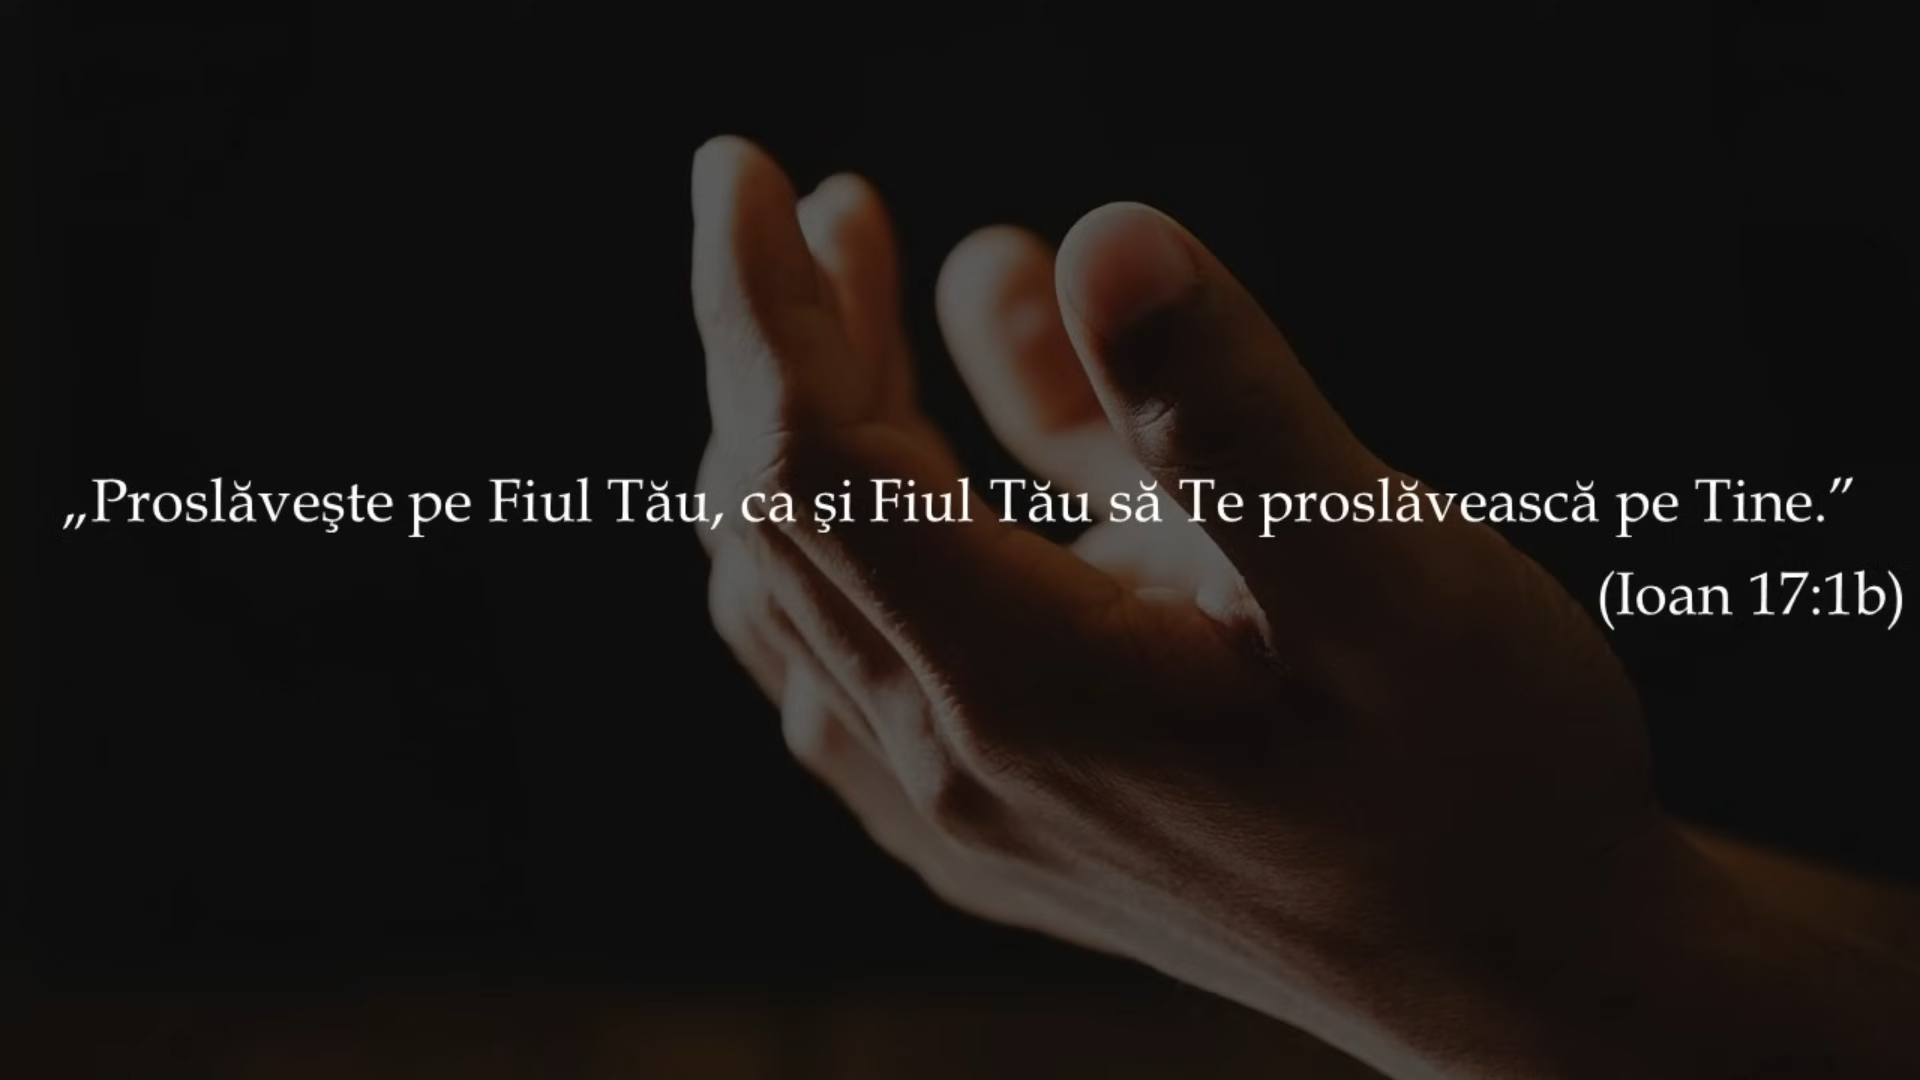 „Proslăveşte pe Fiul Tău, ca şi Fiul Tău să Te proslăvească pe Tine.”
(Ioan 17:1b)